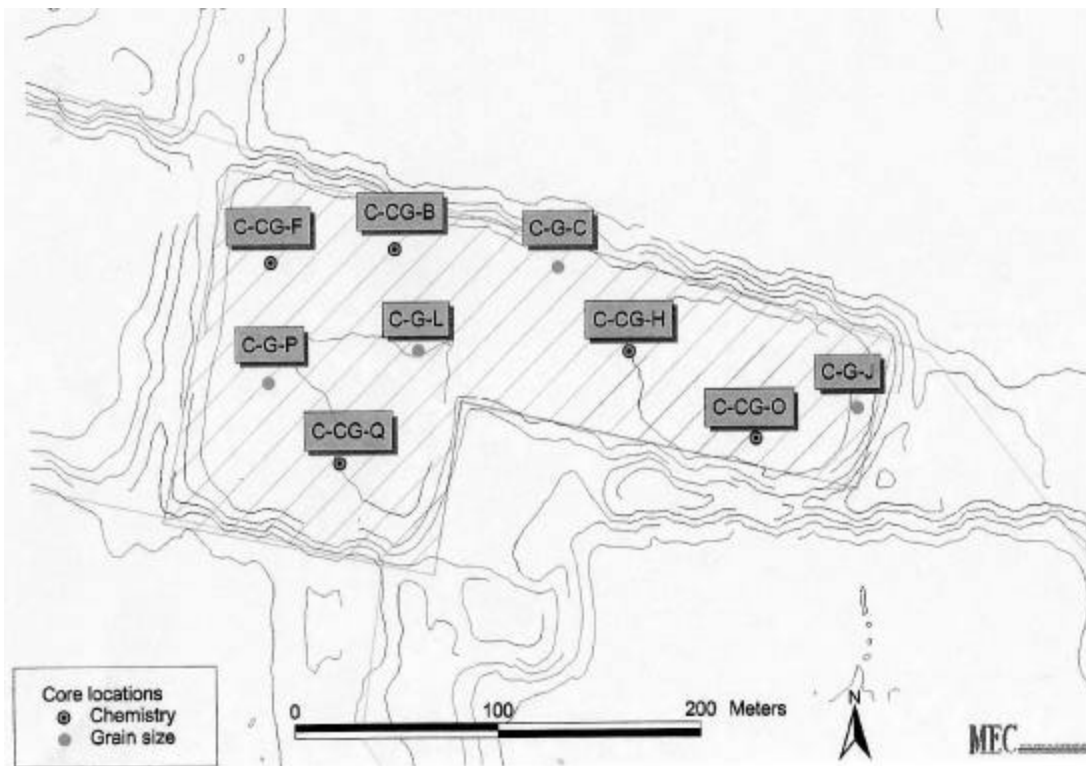 C-CG-F
C-CG-B
C-G-C
C-G-P
C-G-L
C-CG-H
C-G-J
C-CG-Q
C-CG-O
Core locations
Chemistry
Grain size
0 100 200 Meters
N
MEC